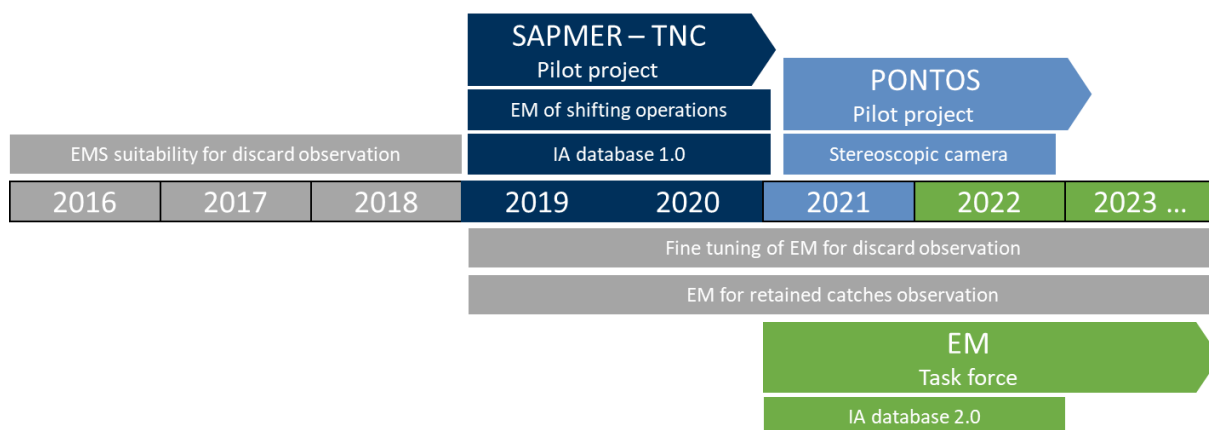 SAPMER – TNC
Pilot project
PONTOS
Pilot project
EM of shifting operations
EMS suitability for discard observation
IA database 1.0
Stereoscopic camera
2016 2017 2018 2019 2020 2021 2022 2023 ...
Fine tuning of EM for discard observation
EM for retained catches observation
EM
Task force
IA database 2.0